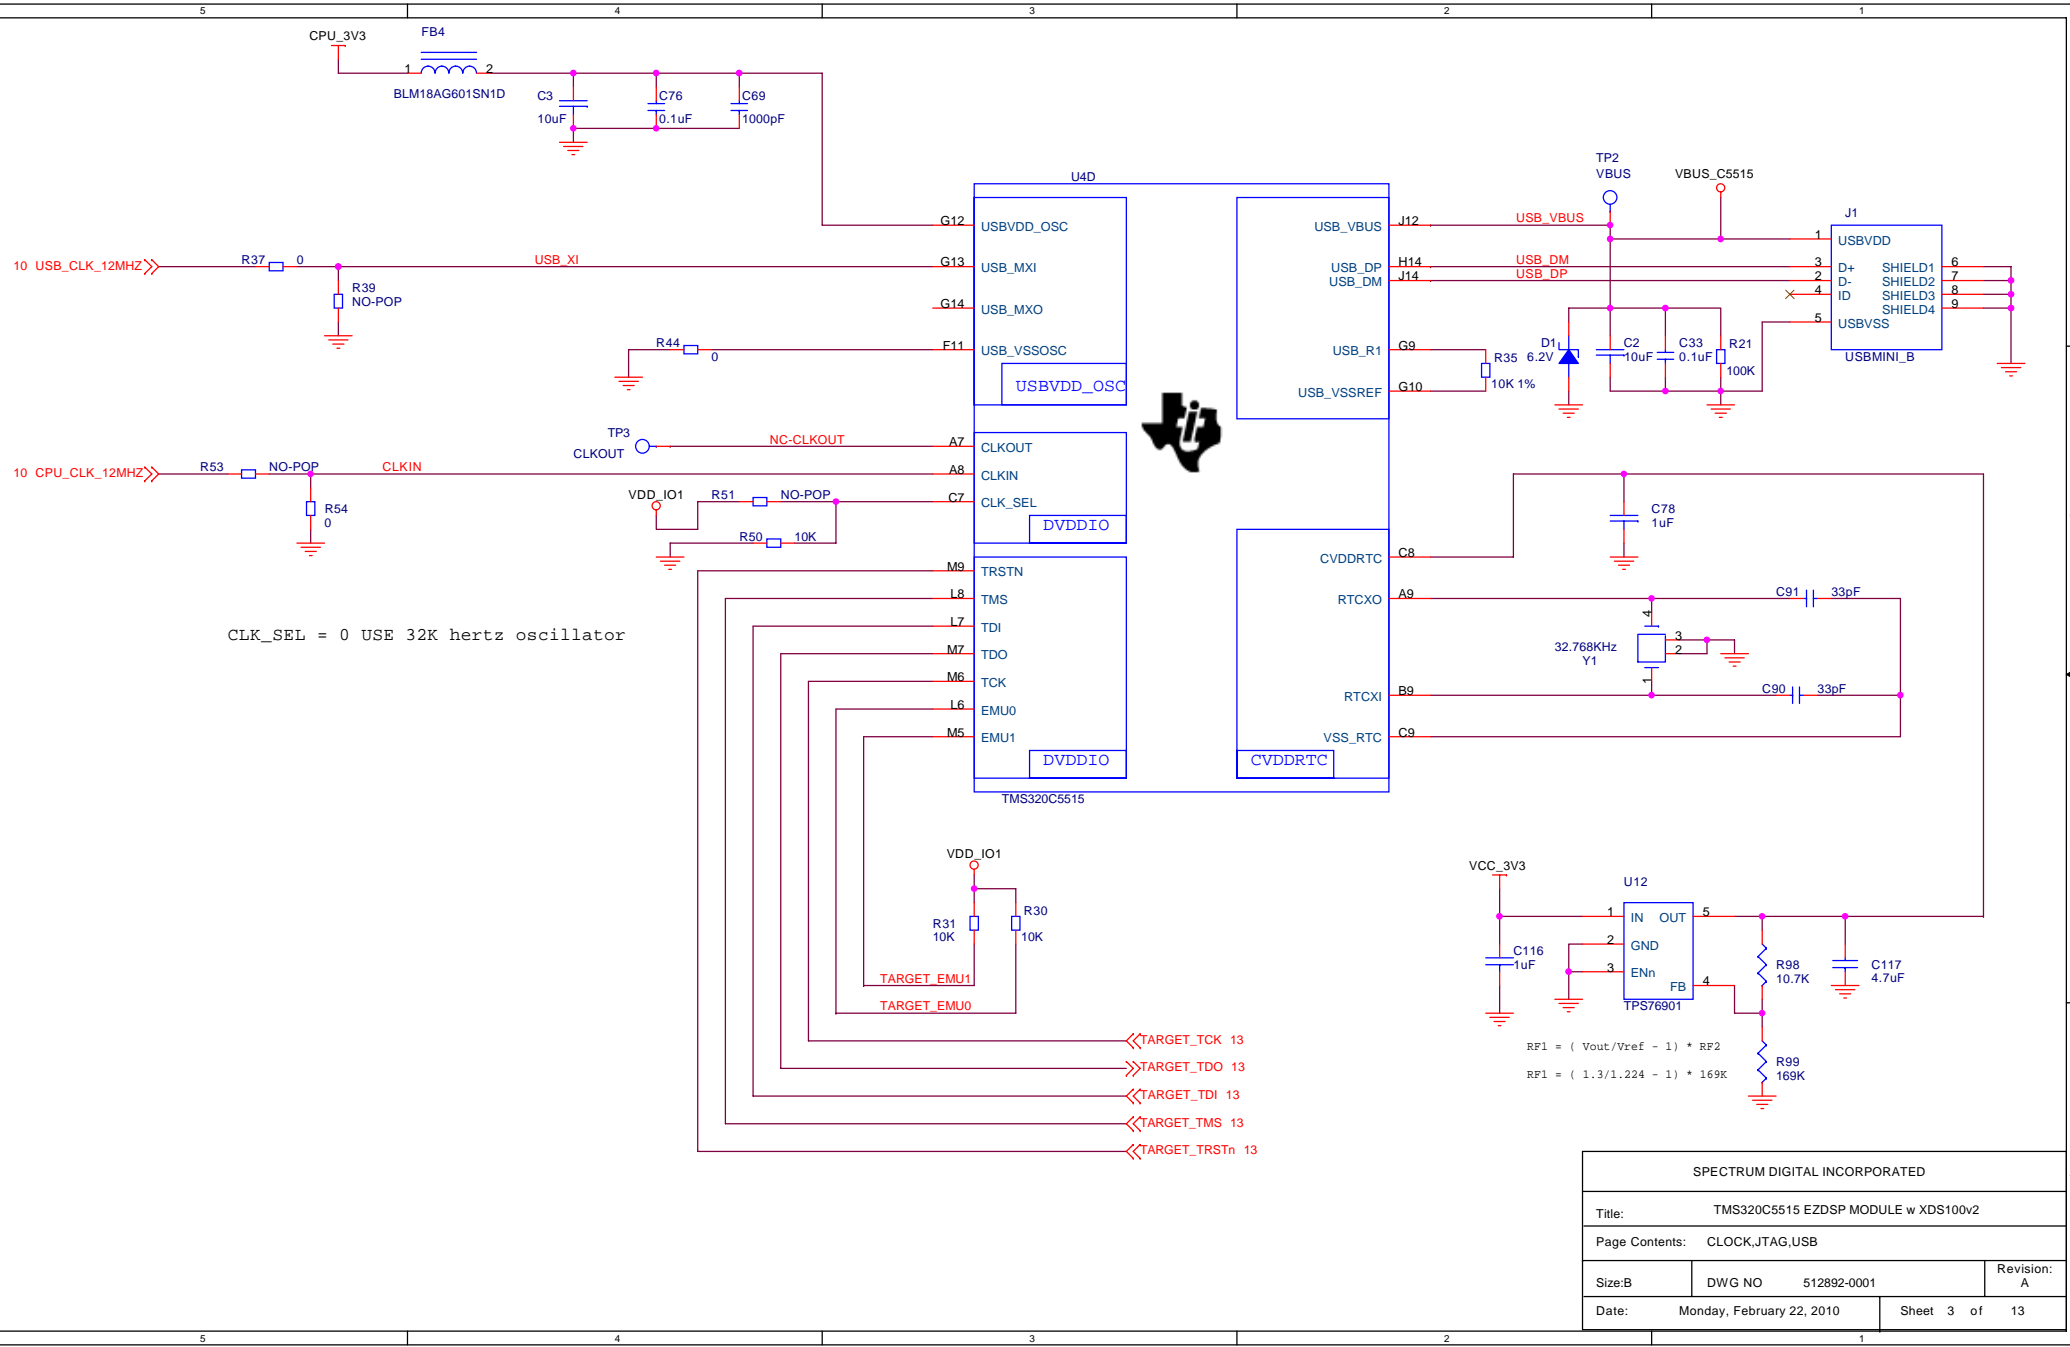 5 4 3 2 1
CPU_3V3
FB4
1 2
BLM18AG601SN1D
C3
10uF
C76
0.1uF
C69
1000pF
U4D
G12 USBVDD_OSC
10 USB_CLK_12MHZ
R37 0
USB_XI
G13 USB_MXI
R39
NO-POP
G14 USB_MXO
R44
0
F11 USB_VSSOSC
USBVDD_OSC
TP3
CLKOUT
NC-CLKOUT
A7 CLKOUT
10 CPU_CLK_12MHZ
R53 NO-POP
CLKIN
A8 CLKIN
R54
0
VDD_IO1
R51 NO-POP
C7 CLK_SEL
R50 10K
DVDDIO
M9 TRSTN
L8 TMS
L7 TDI
M7 TDO
M6 TCK
L6 EMU0
M5 EMU1
DVDDIO
CLK_SEL = 0 USE 32K hertz oscillator
TMS320C5515
USB_VBUS J12
USB_VBUS
TP2
VBUS
VBUS_C5515
J1
1 USBVDD
USB_DP H14
USB_DM
3 D+
USB_DM J14
USB_DP
2 D-
4 ID
5 USBVSS
SHIELD1 6
SHIELD2 7
SHIELD3 8
SHIELD4 9
USBMINI_B
USB_R1 G9
R35
10K 1%
USB_VSSREF G10
D1
6.2V
C2
10uF
C33
0.1uF
R21
100K
ti
C78
1uF
CVDDRTC C8
RTCXO A9
C91 33pF
4
32.768KHz
Y1
3
2
1
RTCXI B9
C90 33pF
VSS_RTC C9
CVDDRTC
VDD_IO1
R31
10K
R30
10K
TARGET_EMU1
TARGET_EMU0
TARGET_TCK 13
TARGET_TDO 13
TARGET_TDI 13
TARGET_TMS 13
TARGET_TRSTn 13
VCC_3V3
U12
1 IN OUT 5
2 GND
3 ENn
FB 4
TPS76901
C116
1uF
R98
10.7K
C117
4.7uF
R99
169K
RF1 = ( Vout/Vref - 1) * RF2
RF1 = ( 1.3/1.224 - 1) * 169K
SPECTRUM DIGITAL INCORPORATED
Title: TMS320C5515 EZDSP MODULE w XDS100v2
Page Contents: CLOCK,JTAG,USB
Size:B DWG NO 512892-0001 Revision:
A
Date: Monday, February 22, 2010 Sheet 3 of 13
5 4 3 2 1